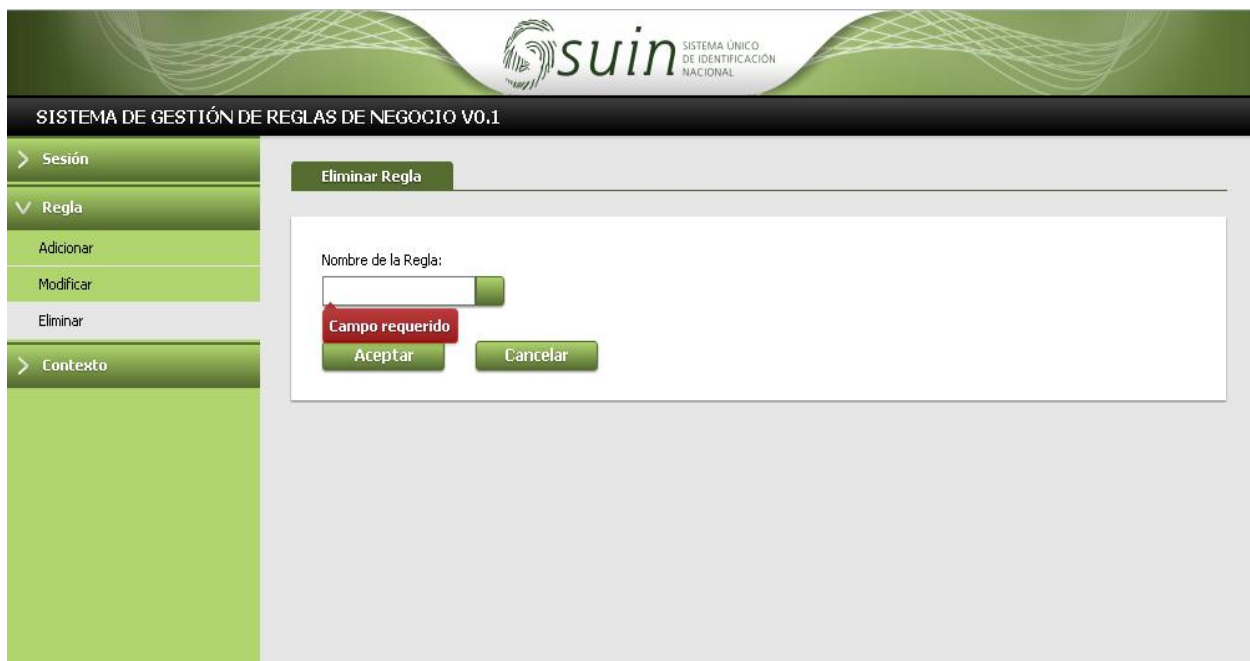 suin
SISTEMA ÚNICO
DE IDENTIFICACIÓN
NACIONAL
SISTEMA DE GESTIÓN DE REGLAS DE NEGOCIO V0.1
Sesión
Regla
Adicionar
Modificar
Eliminar
Contexto
Eliminar Regla
Nombre de la Regla:
Campo requerido
Aceptar
Cancelar